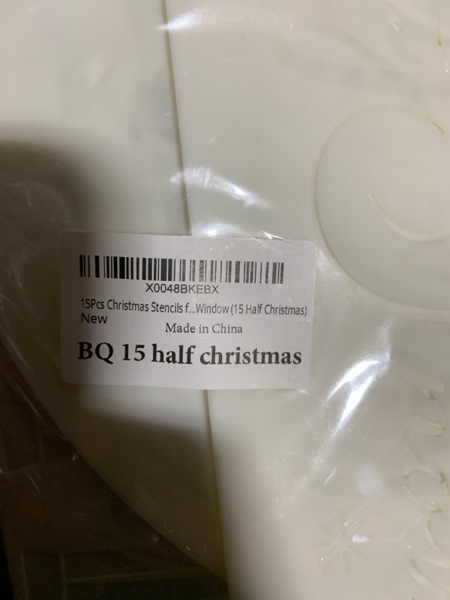 X0048BKEBX
15Pcs Christmas Stencils f...Window (15 Half Christmas)
New
Made in China
BQ 15 half christmas